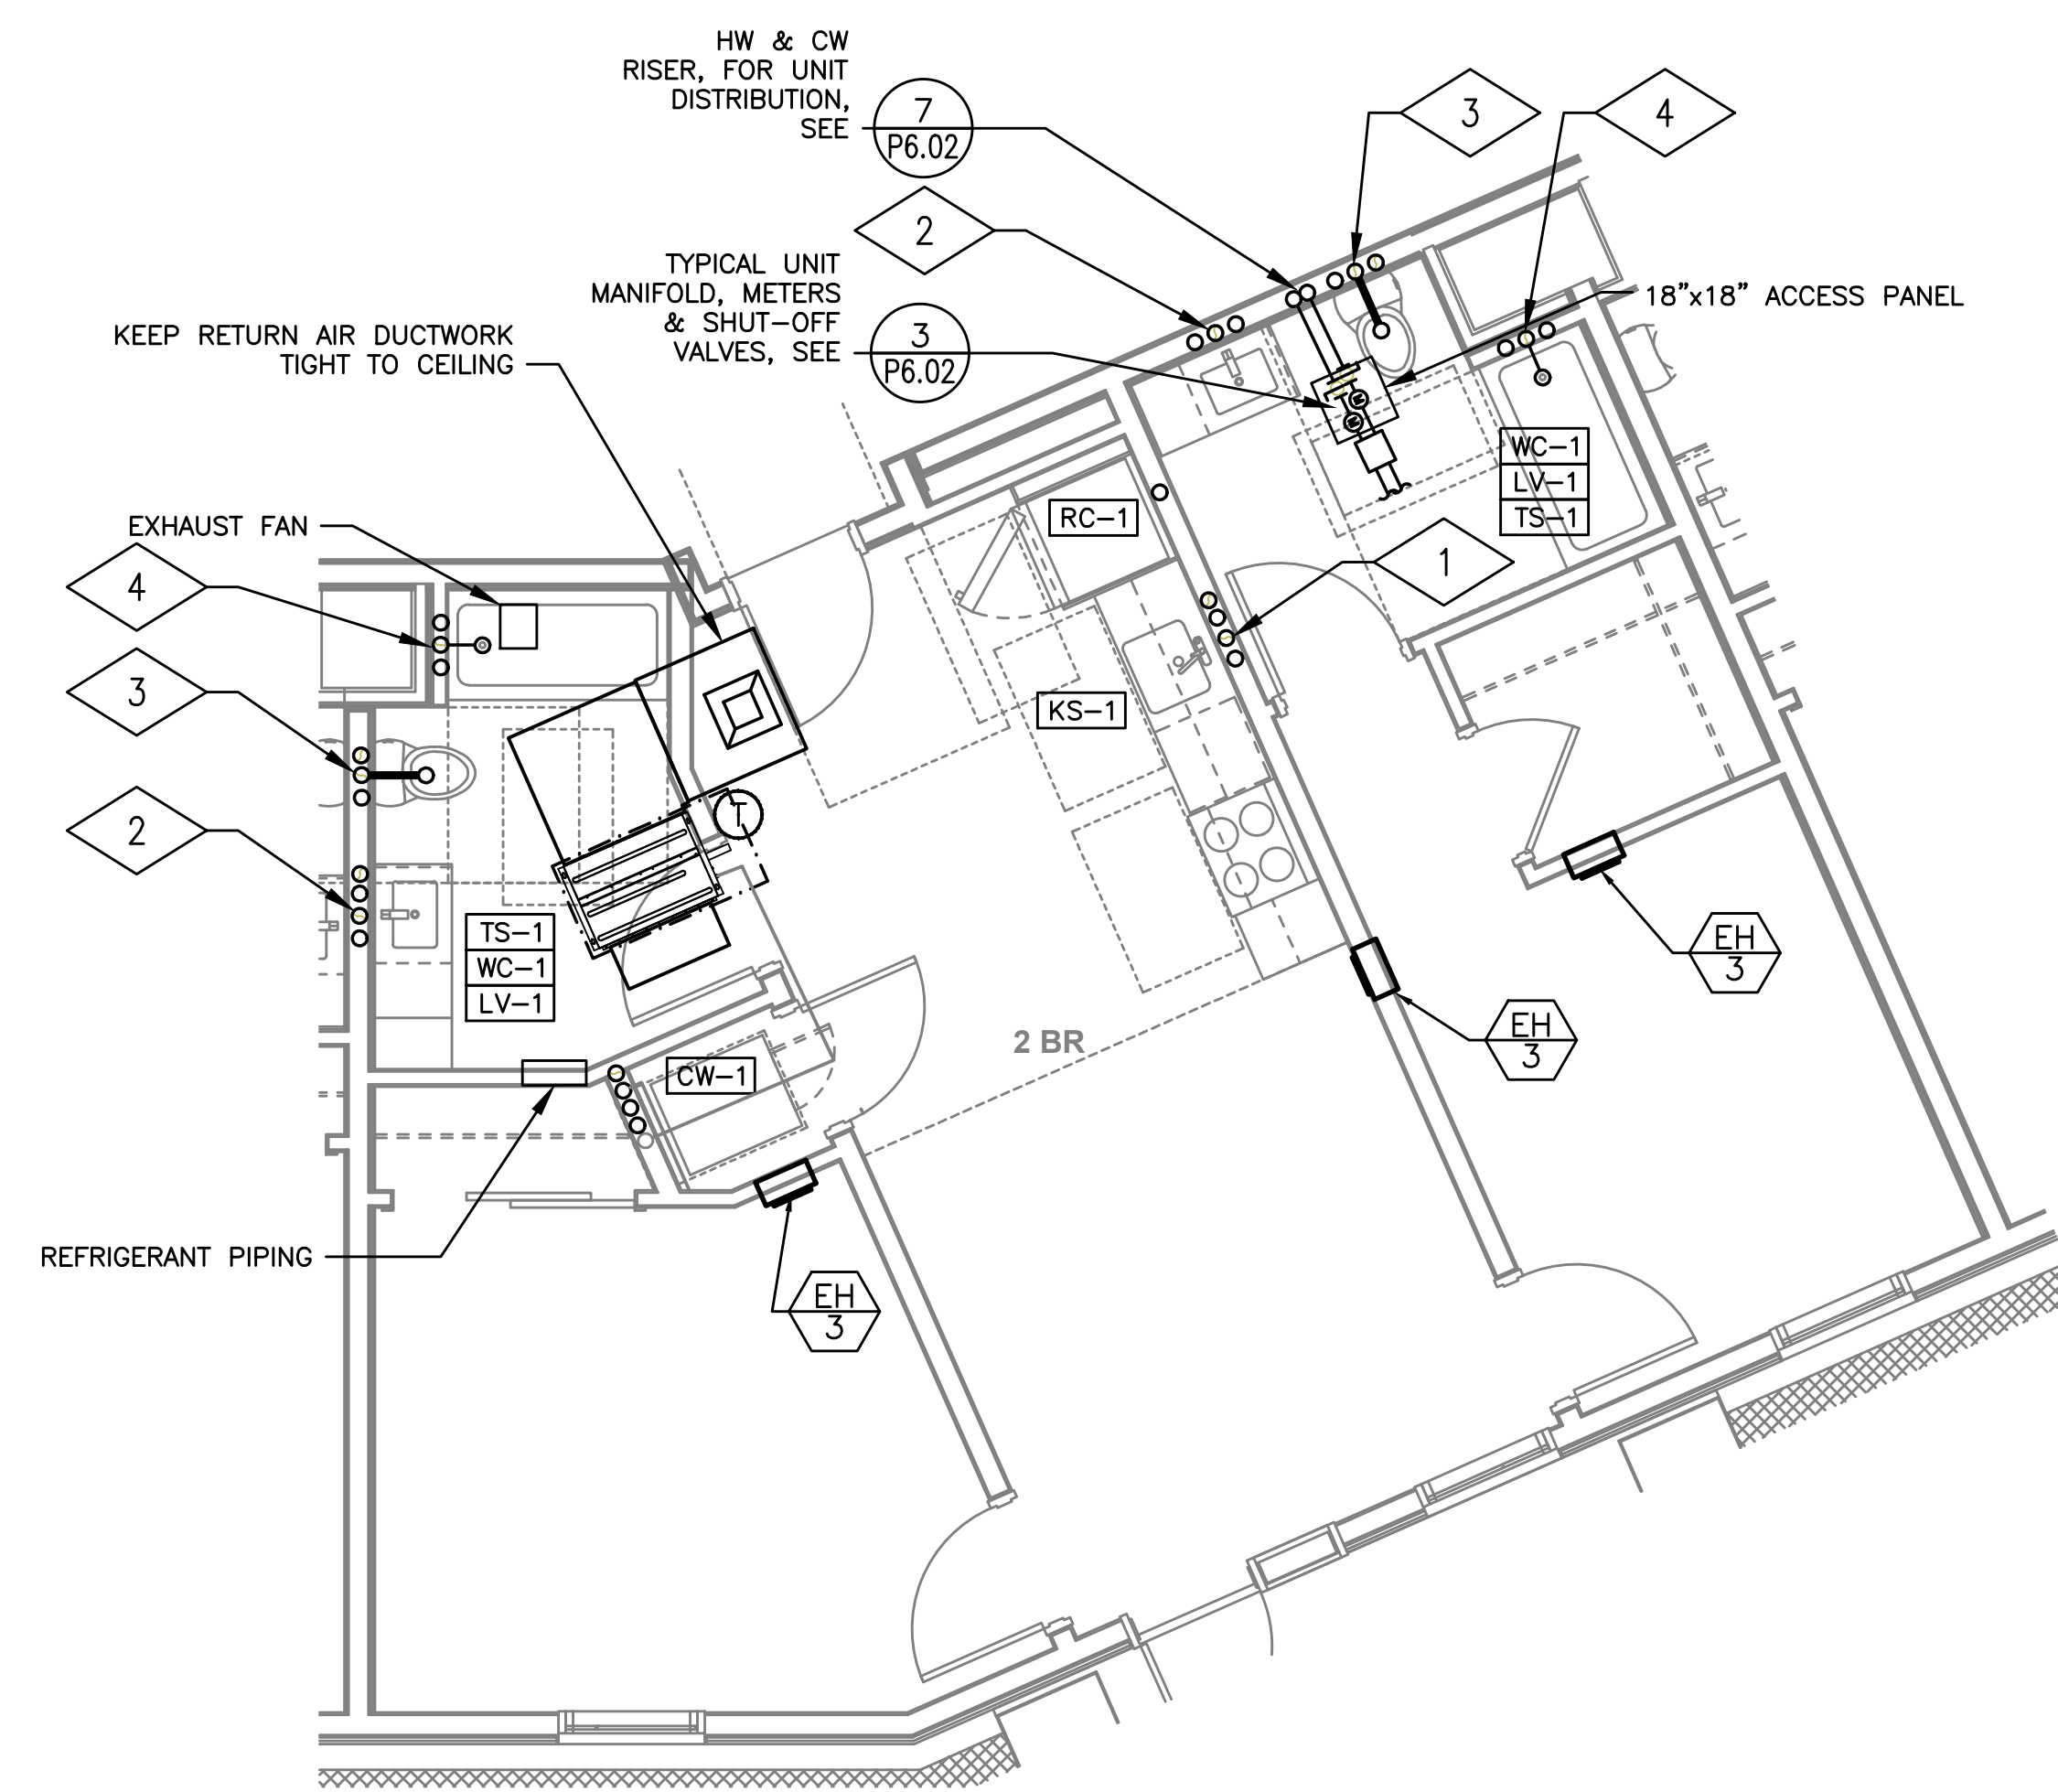 HW & CW
RISER, FOR UNIT
DISTRIBUTION,
SEE
7
P6.02
3
4
2
TYPICAL UNIT
MANIFOLD, METERS
& SHUT-OFF
VALVES, SEE
3
P6.02
18"x18" ACCESS PANEL
KEEP RETURN AIR DUCTWORK
TIGHT TO CEILING
M
M
WC-1
LV-1
TS-1
EXHAUST FAN
RC-1
1
4
3
KS-1
2
T
TS-1
WC-1
LV-1
EH
3
EH
3
2 BR
CW-1
REFRIGERANT PIPING
EH
3